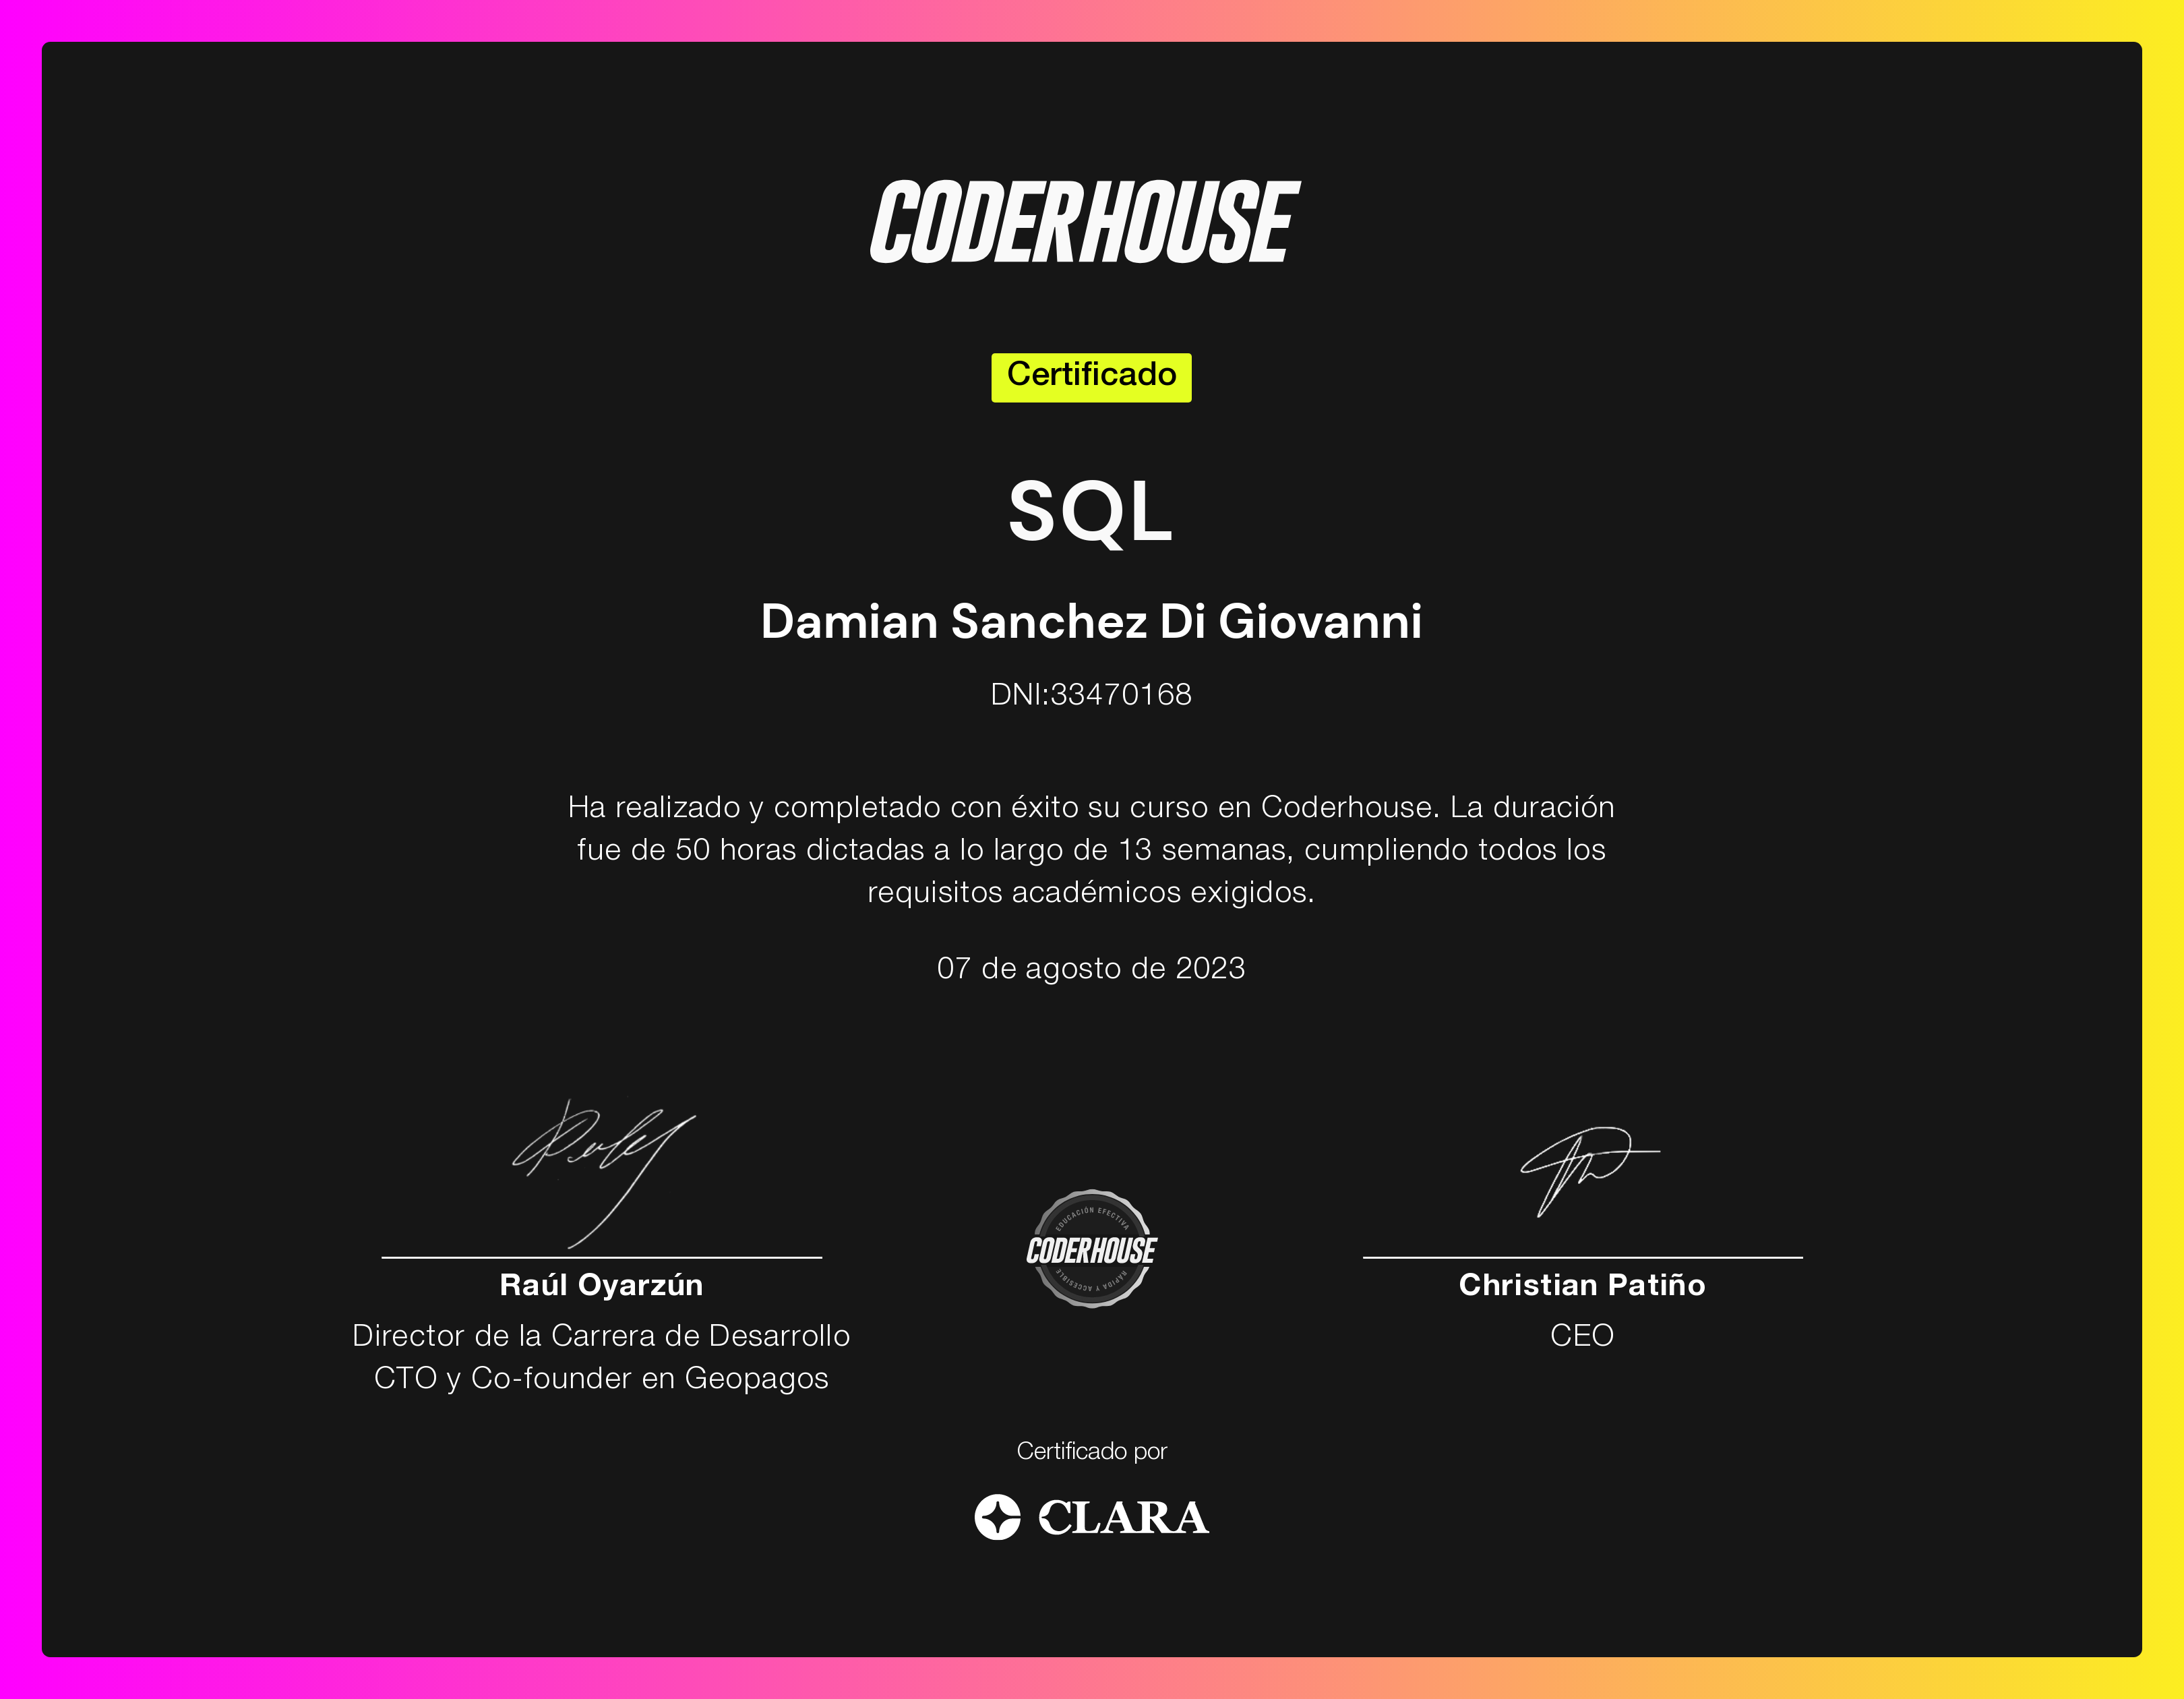 CODERHOUSE
Certificado
SQL
Damian Sanchez Di Giovanni
DNI:33470168
Ha realizado y completado con éxito su curso en Coderhouse. La duración
fue de 50 horas dictadas a lo largo de 13 semanas, cumpliendo todos los
requisitos académicos exigidos.
07 de agosto de 2023
EDUCACIÓN EFECTIVA
CODERHOUSE
RÁPIDA Y ACCESIBLE
Raúl Oyarzún
Director de la Carrera de Desarrollo
CTO y Co-founder en Geopagos
Christian Patiño
CEO
Certificado por
CLARA